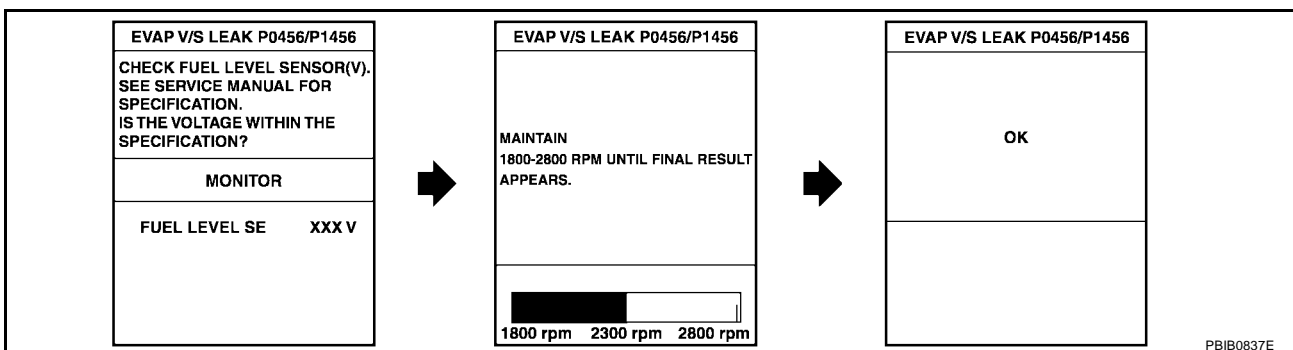 EVAP V/S LEAK P0456/P1456
CHECK FUEL LEVEL SENSOR(V).
SEE SERVICE MANUAL FOR
SPECIFICATION.
IS THE VOLTAGE WITHIN THE
SPECIFICATION?
MONITOR
FUEL LEVEL SE XXX V
EVAP V/S LEAK P0456/P1456
MAINTAIN
1800-2800 RPM UNTIL FINAL RESULT
APPEARS.
1800 rpm 2300 rpm 2800 rpm
EVAP V/S LEAK P0456/P1456
OK
PBIB0837E